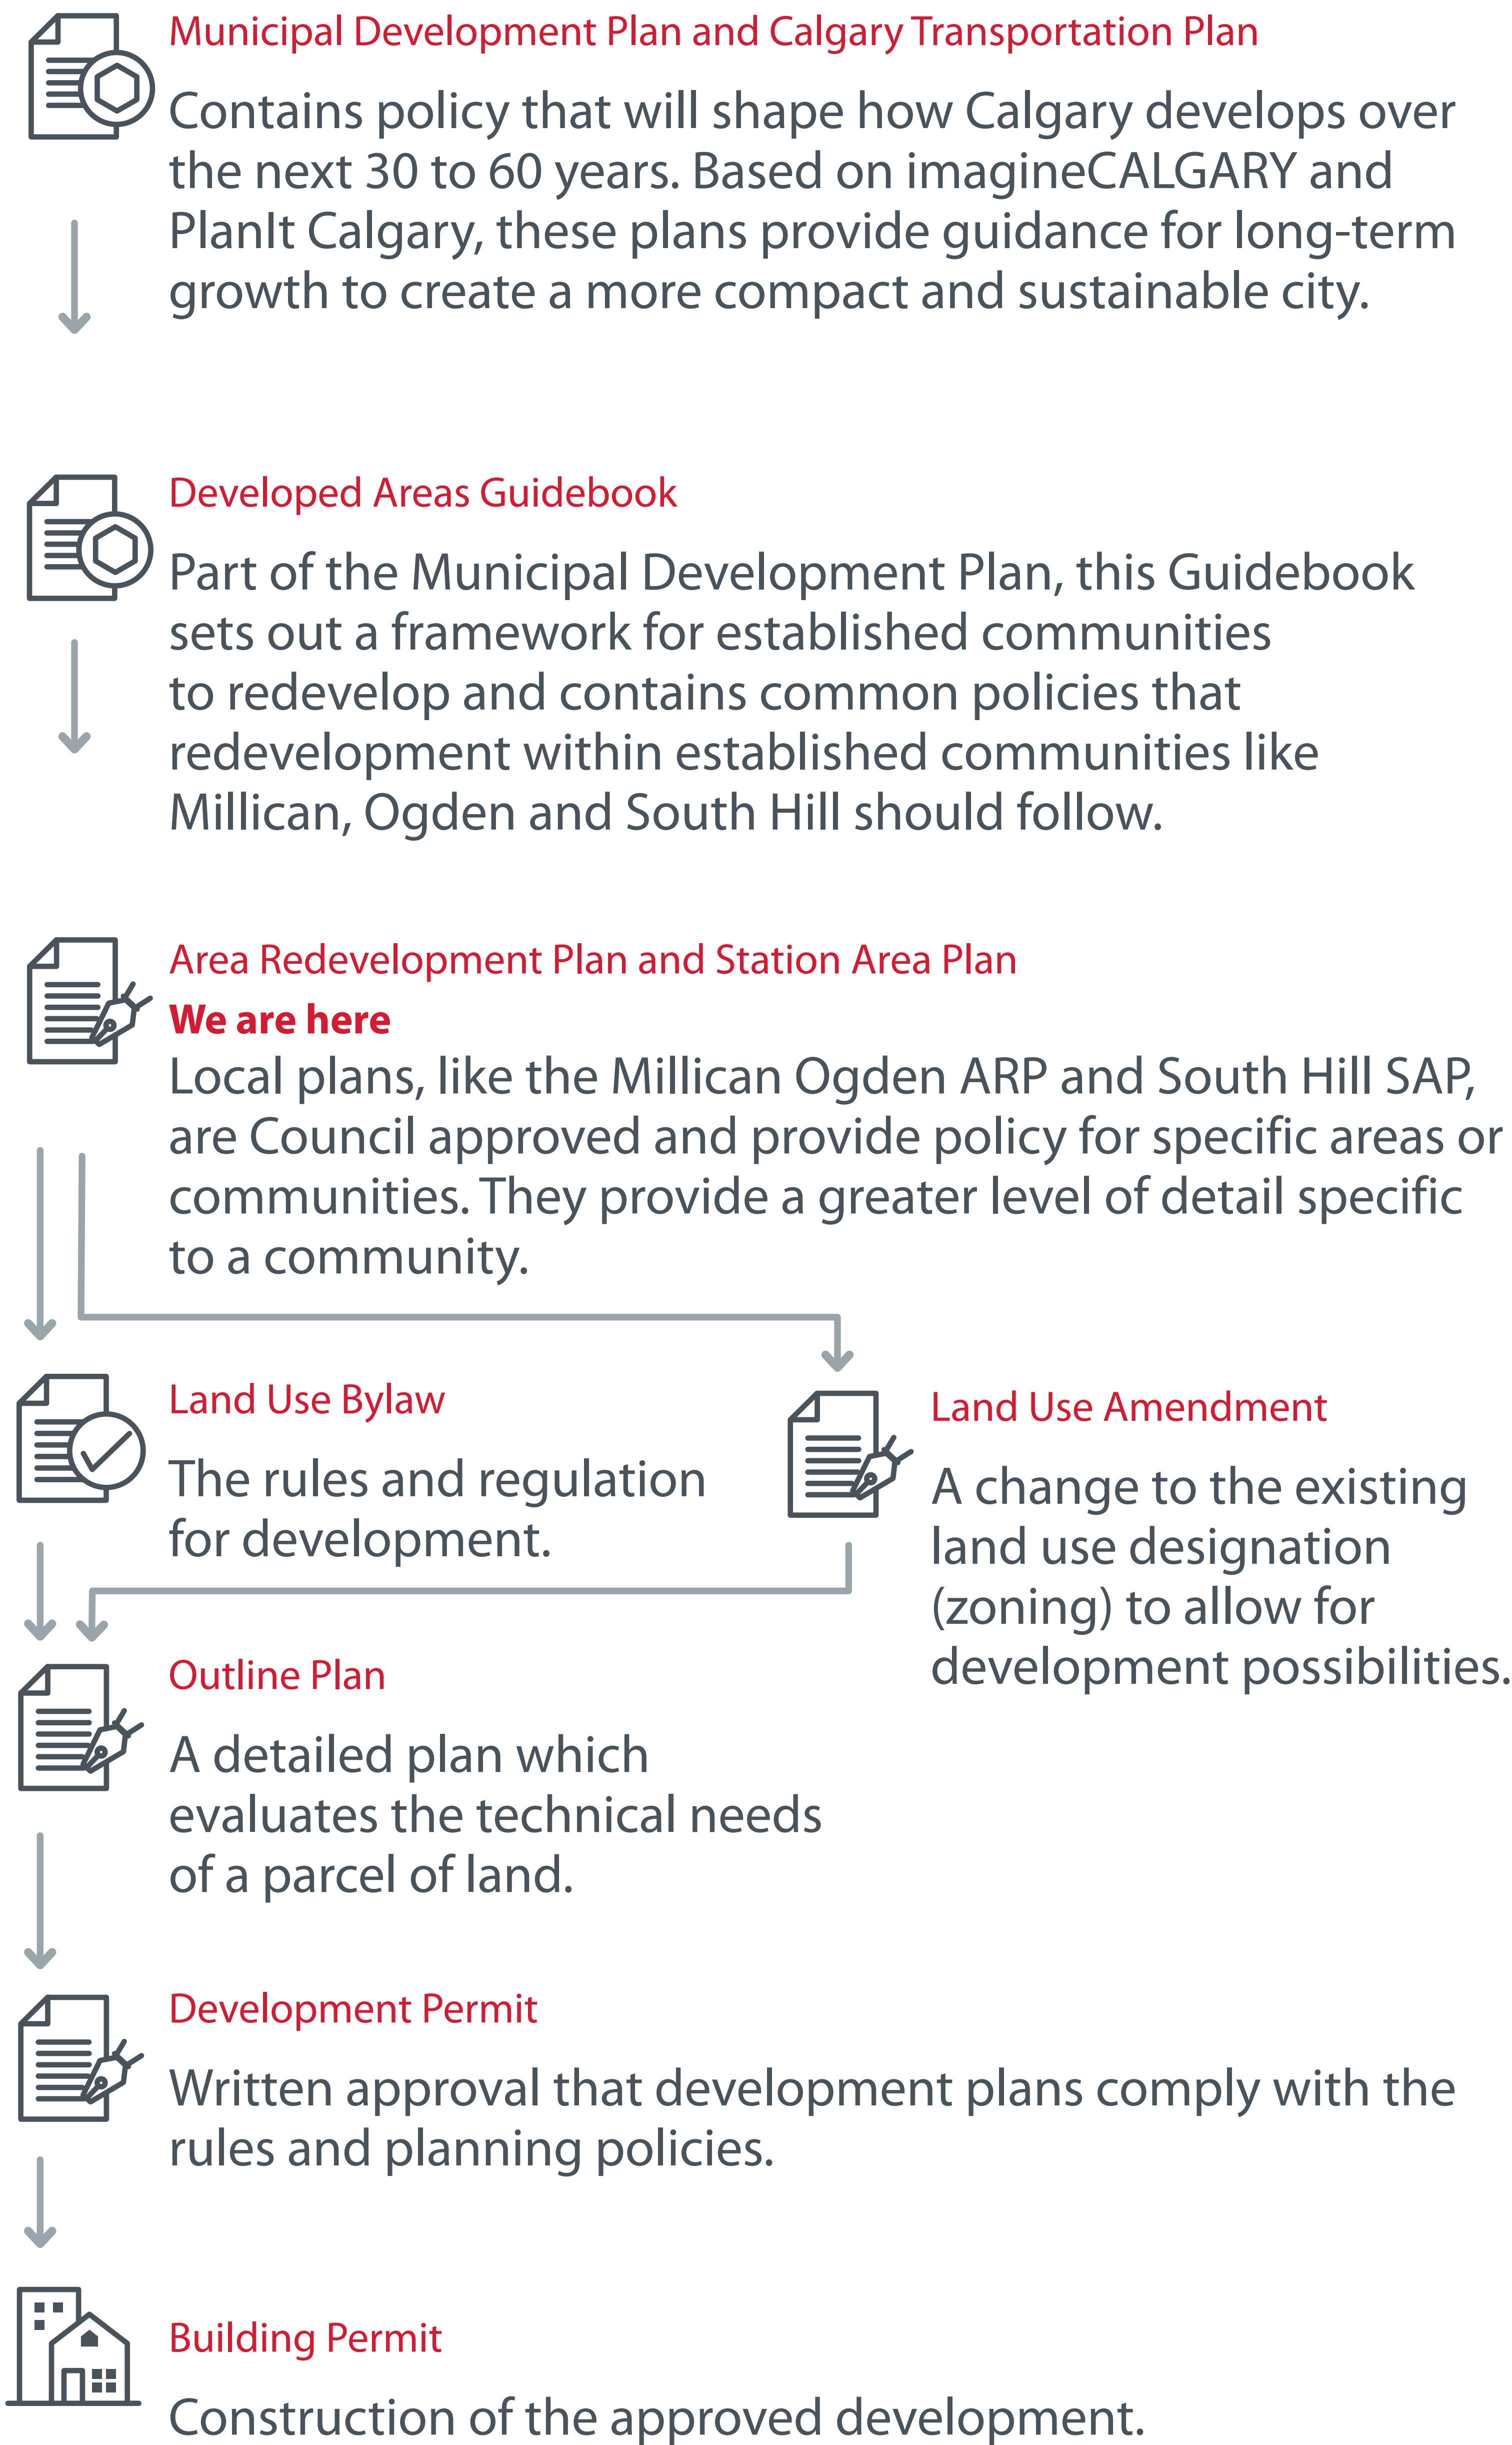 Municipal Development Plan and Calgary Transportation Plan
Contains policy that will shape how Calgary develops over
the next 30 to 60 years. Based on imagineCALGARY and
PlanIt Calgary, these plans provide guidance for long-term
growth to create a more compact and sustainable city.
Developed Areas Guidebook
Part of the Municipal Development Plan, this Guidebook
sets out a framework for established communities
to redevelop and contains common policies that
redevelopment within established communities like
Millican, Ogden and South Hill should follow.
Area Redevelopment Plan and Station Area Plan
We are here
Local plans, like the Millican Ogden ARP and South Hill SAP,
are Council approved and provide policy for specific areas or
communities. They provide a greater level of detail specific
to a community.
Land Use Bylaw
The rules and regulation
for development.
Land Use Amendment
A change to the existing
land use designation
(zoning) to allow for
development possibilities.
Outline Plan
A detailed plan which
evaluates the technical needs
of a parcel of land.
Development Permit
Written approval that development plans comply with the
rules and planning policies.
Building Permit
Construction of the approved development.